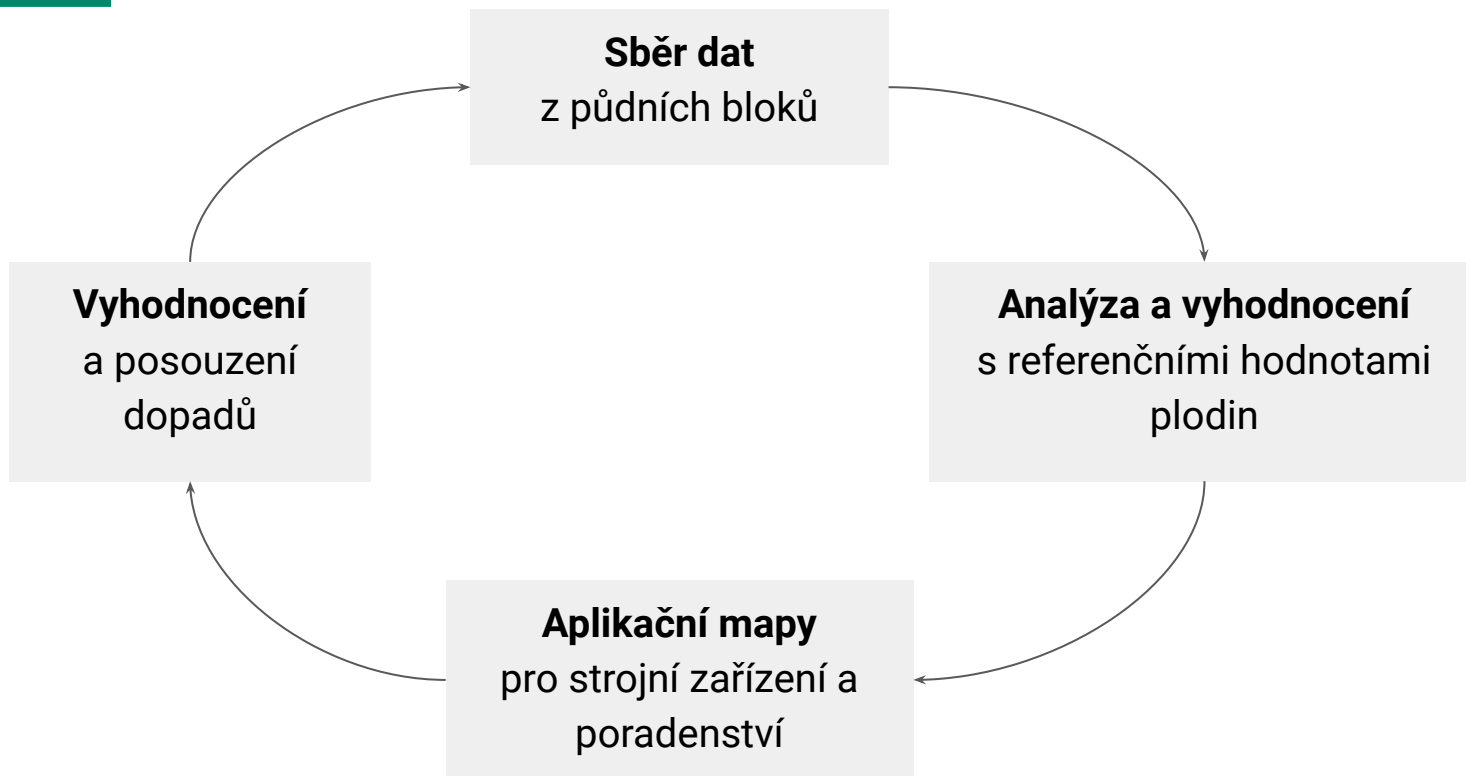 Sběr dat
z půdních bloků
Vyhodnocení
a posouzení
dopadů
Analýza a vyhodnocení
s referenčními hodnotami
plodin
Aplikační mapy
pro strojní zařízení a
poradenství